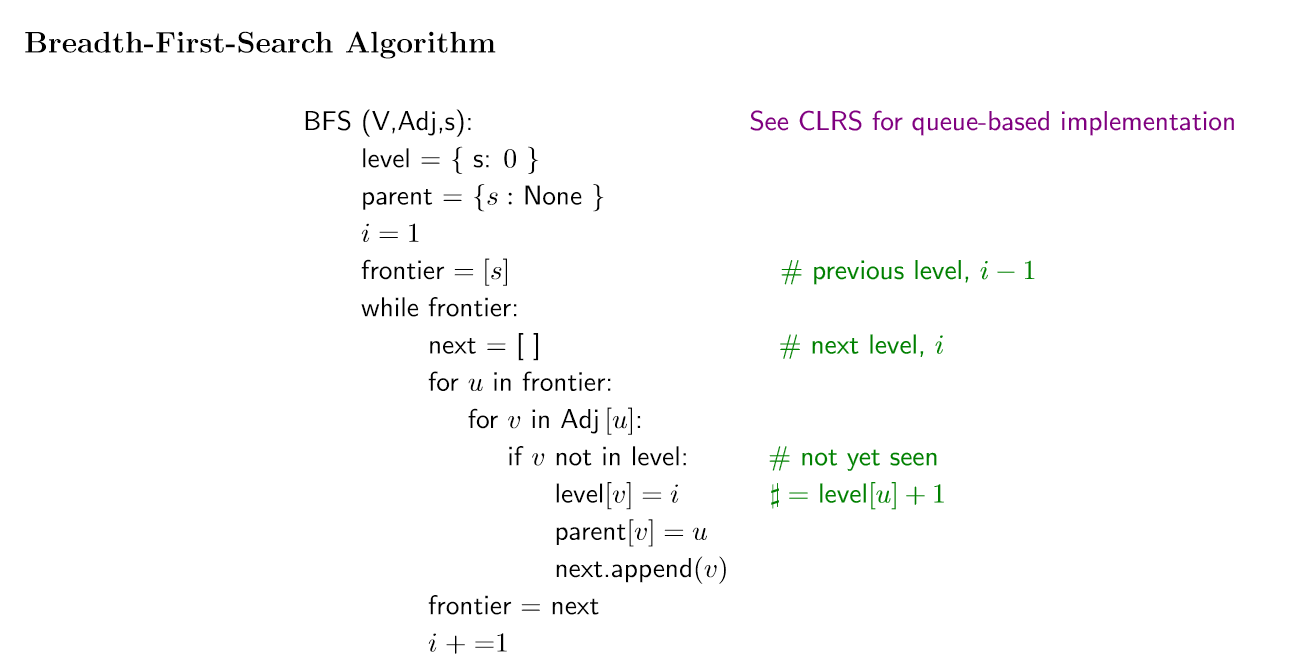 Breadth-First-Search Algorithm
BFS (V,Adj,s): See CLRS for queue-based implementation
level = { s: 0 }
parent = {s : None }
i = 1
frontier = [s] # previous level, i − 1
while frontier:
next = [ ] # next level, i
for u in frontier:
for v in Adj [u]:
if v not in level: # not yet seen
level[v] = i ♯ = level[u] + 1
parent[v] = u
next.append(v)
frontier = next
i + =1